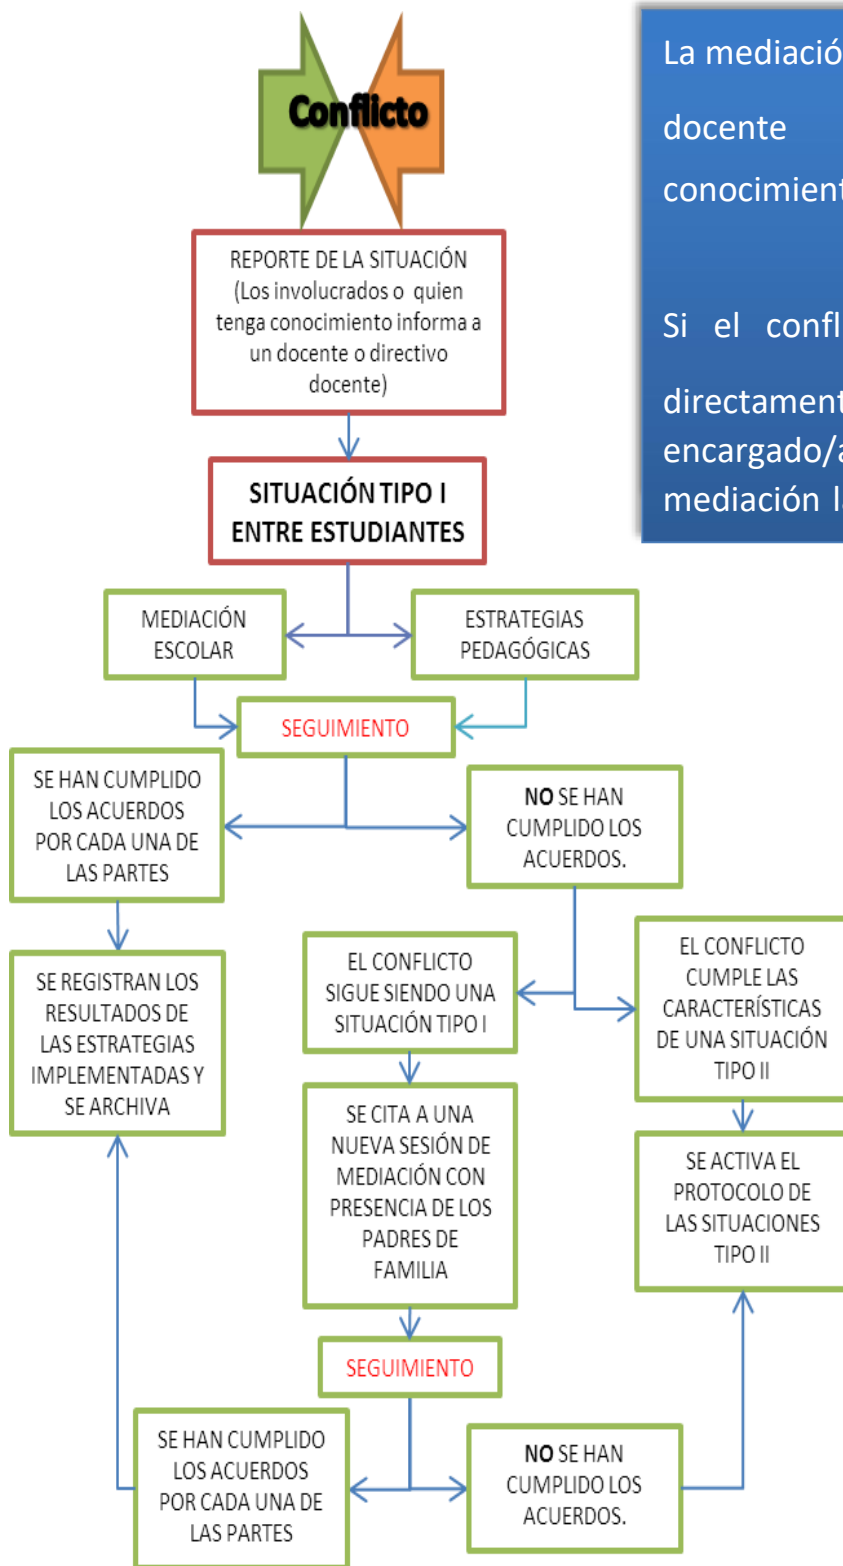 Conflicto
REPORTE DE LA SITUACIÓN
(Los involucrados o quien
tenga conocimiento informa a
un docente o directivo
docente)
SITUACIÓN TIPO I
ENTRE ESTUDIANTES
MEDIACIÓN
ESCOLAR
ESTRATEGIAS
PEDAGÓGICAS
SEGUIMIENTO
SE HAN CUMPLIDO
LOS ACUERDOS
POR CADA UNA DE
LAS PARTES
NO SE HAN
CUMPLIDO LOS
ACUERDOS.
SE REGISTRAN LOS
RESULTADOS DE
LAS ESTRATEGIAS
IMPLEMENTADAS Y
SE ARCHIVA
EL CONFLICTO
SIGUE SIENDO UNA
SITUACIÓN TIPO I
EL CONFLICTO
CUMPLE LAS
CARACTERÍSTICAS
DE UNA SITUACIÓN
TIPO II
SE CITA A UNA
NUEVA SESIÓN DE
MEDIACIÓN CON
PRESENCIA DE LOS
PADRES DE
FAMILIA
SE ACTIVA EL
PROTOCOLO DE
LAS SITUACIONES
TIPO II
SEGUIMIENTO
SE HAN CUMPLIDO
LOS ACUERDOS
POR CADA UNA DE
LAS PARTES
NO SE HAN
CUMPLIDO LOS
ACUERDOS.
La
docente
Si el
mediación